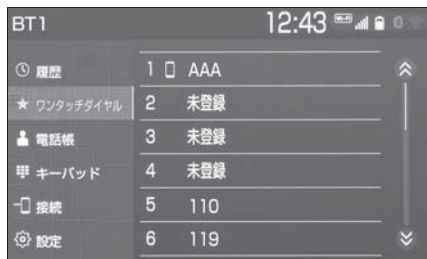 BT1
12:43 Wi-Fi
履歴
ワンタッチダイヤル
電話帳
キーパッド
接続
設定
1 AAA
2 未登録
3 未登録
4 未登録
5 110
6 119